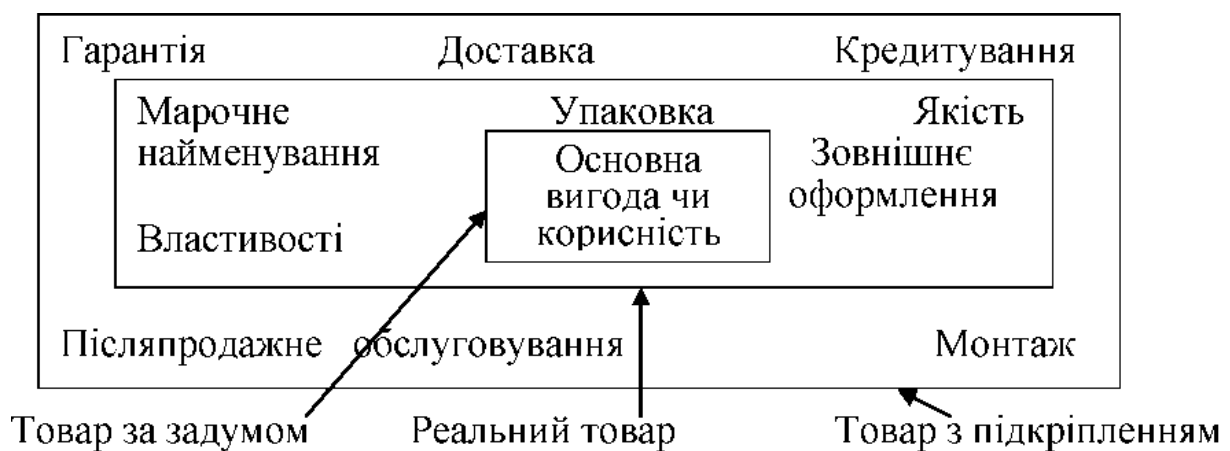 Гарантія Доставка Кредитування
Марочне Упаковка Якість
найменування Основна Зовнішнє
вигода чи оформлення
Властивості корисність
Післяпродажне обслуговування Монтаж
Товар за задумом Реальний товар Товар з підкріпленням